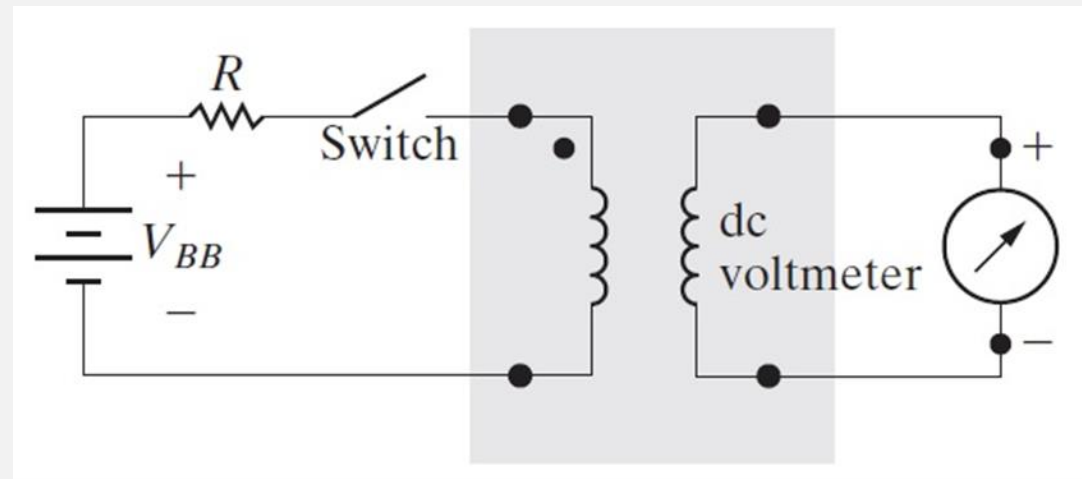 R
Switch
+
V_BB
−
dc
voltmeter
+
−